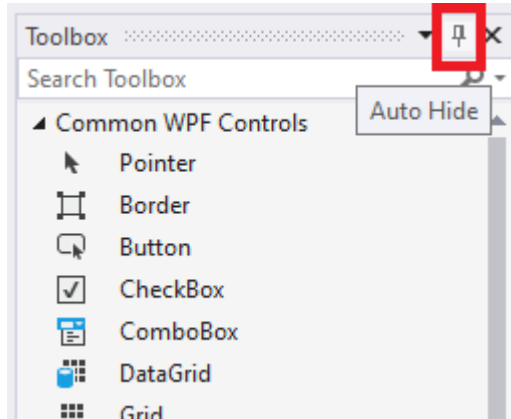 Toolbox
Search Toolbox
Auto Hide
Common WPF Controls
Pointer
Border
Button
CheckBox
ComboBox
DataGrid
Grid